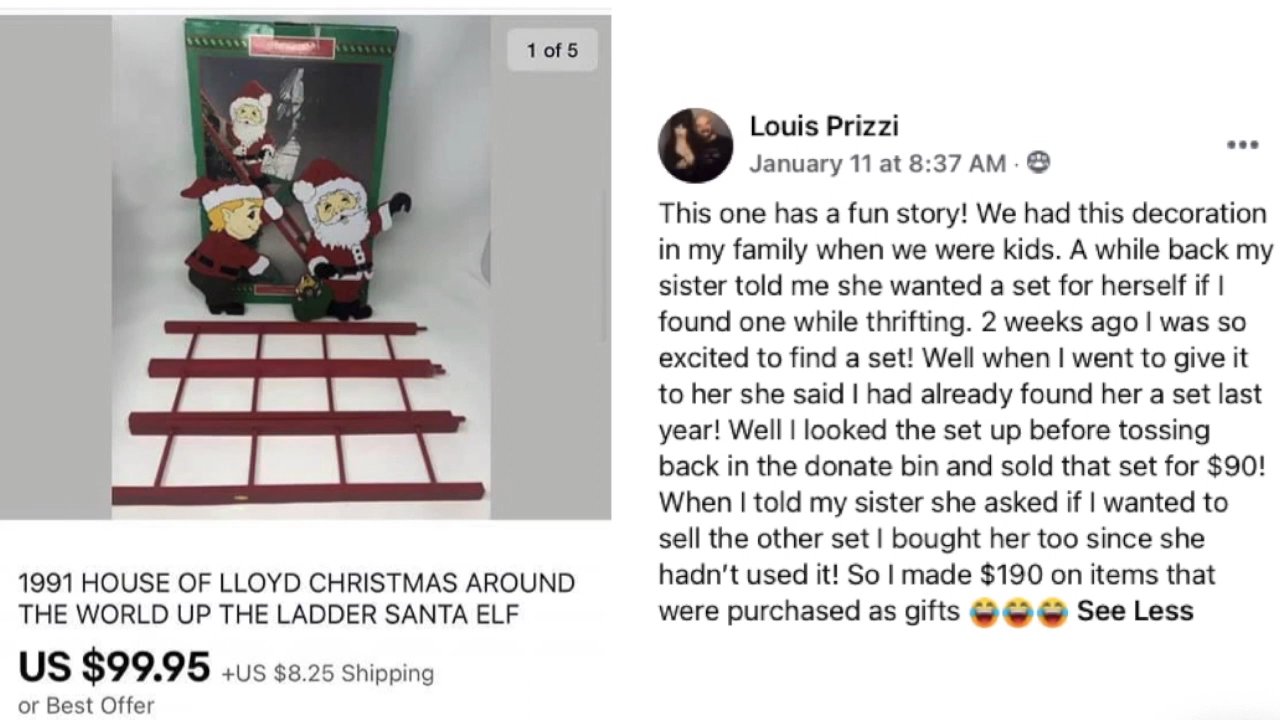 1 of 5
1991 HOUSE OF LLOYD CHRISTMAS AROUND
THE WORLD UP THE LADDER SANTA ELF
US $99.95 +US $8.25 Shipping
or Best Offer
Louis Prizzi
January 11 at 8:37 AM ·
This one has a fun story! We had this decoration
in my family when we were kids. A while back my
sister told me she wanted a set for herself if I
found one while thrifting. 2 weeks ago I was so
excited to find a set! Well when I went to give it
to her she said I had already found her a set last
year! Well I looked the set up before tossing
back in the donate bin and sold that set for $90!
When I told my sister she asked if I wanted to
sell the other set I bought her too since she
hadn't used it! So I made $190 on items that
were purchased as gifts 😂😂😂 See Less